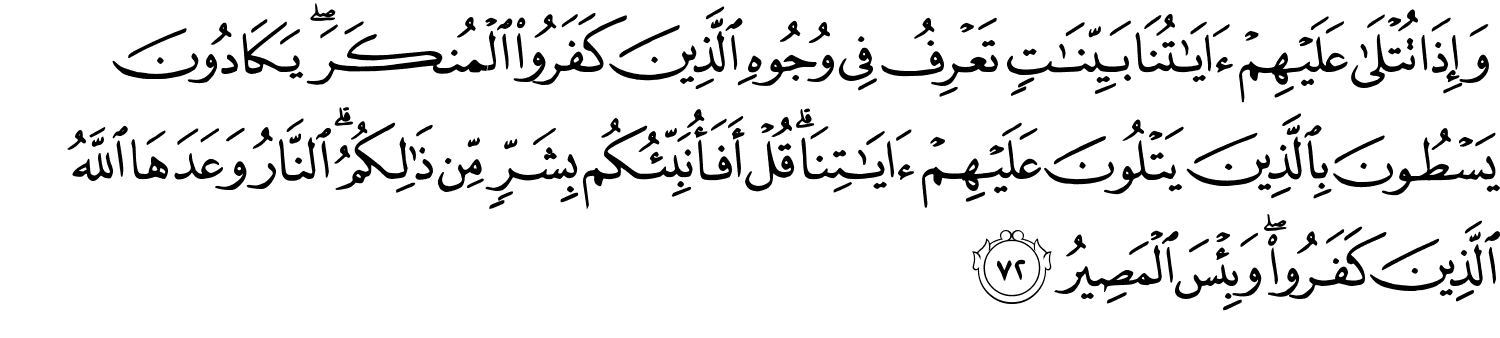 وَإِذَا تُتْلَىٰ عَلَيْهِمْ ءَايَـٰتُنَا بَيِّنَـٰتٍ تَعْرِفُ فِى وُجُوهِ ٱلَّذِينَ كَفَرُوا۟ ٱلْمُنكَرَ ۖ يَكَادُونَ
يَسْطُونَ بِٱلَّذِينَ يَتْلُونَ عَلَيْهِمْ ءَايَـٰتِنَا ۗ قُلْ أَفَأُنَبِّئُكُم بِشَرٍّ مِّن ذَٰلِكُمُ ۗ ٱلنَّارُ وَعَدَهَا ٱللَّهُ
ٱلَّذِينَ كَفَرُوا۟ ۖ وَبِئْسَ ٱلْمَصِيرُ ٧٢